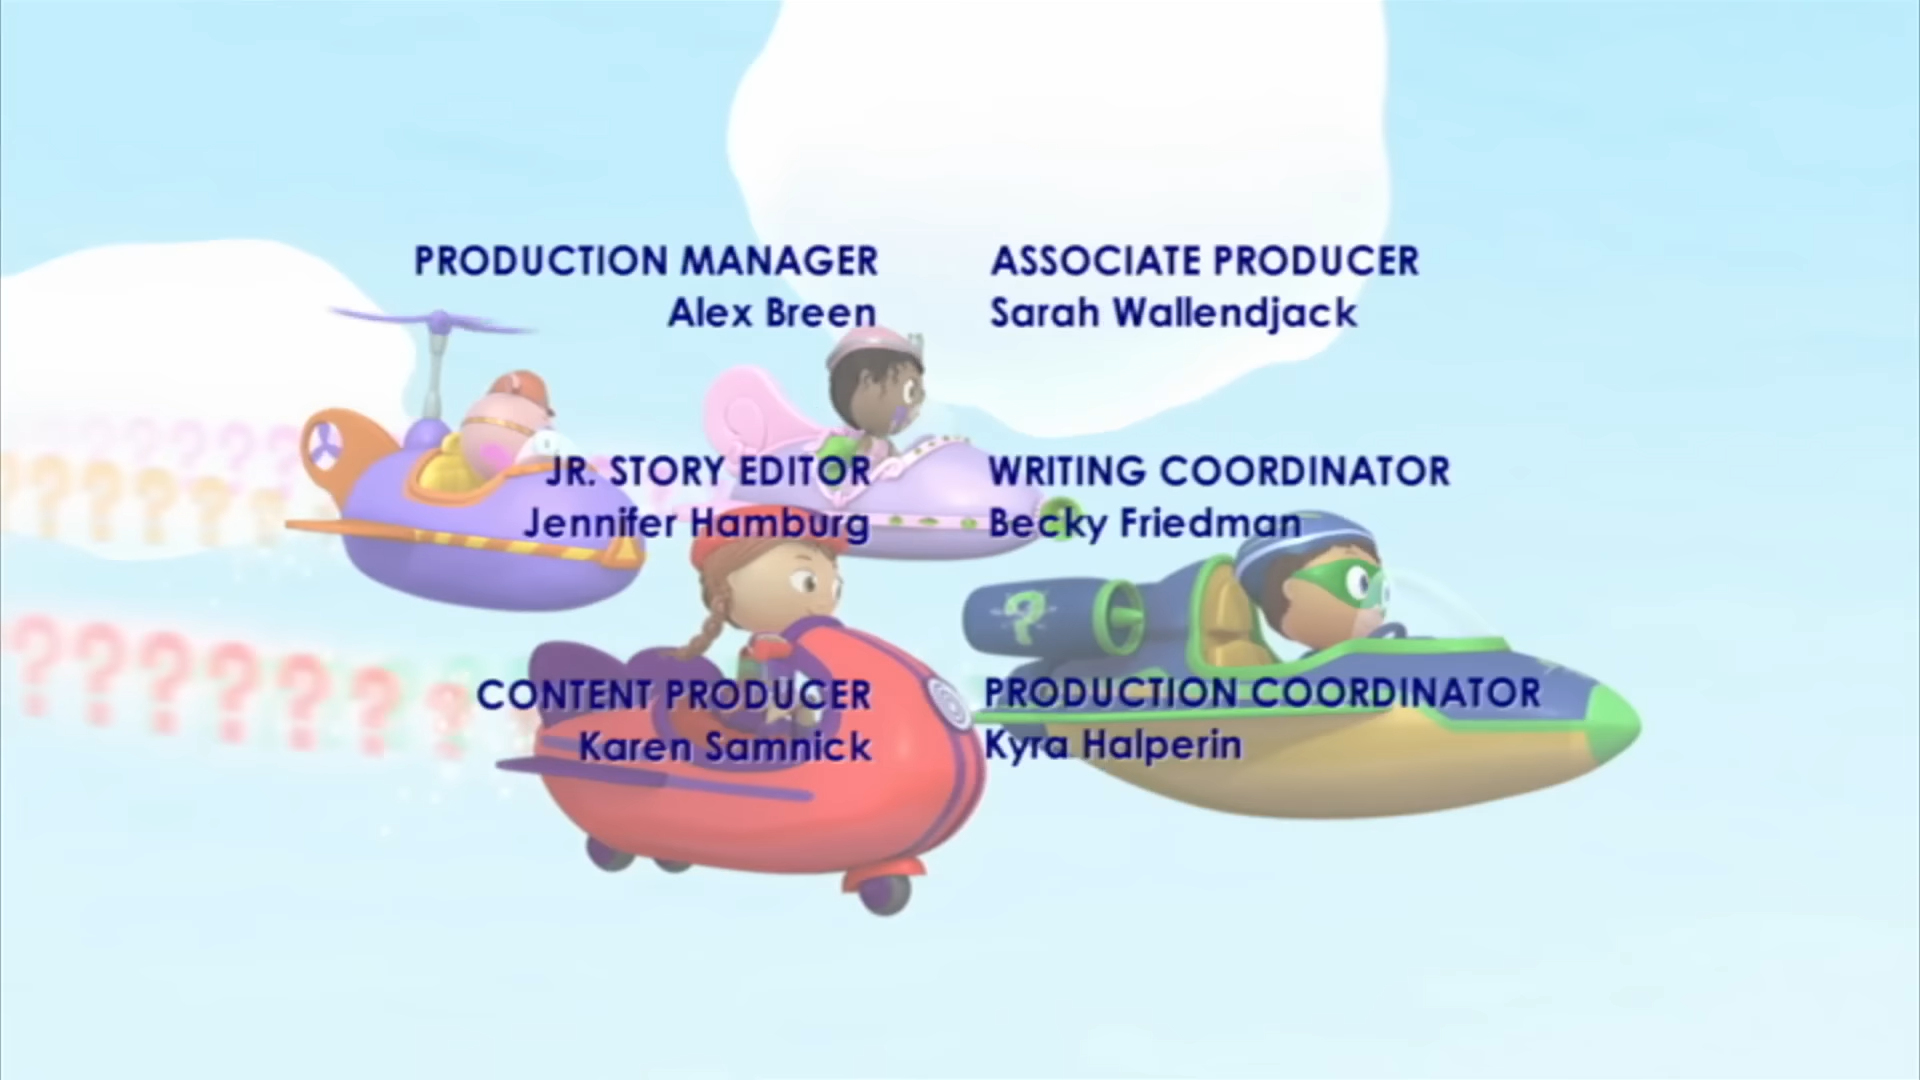 PRODUCTION MANAGER
Alex Breen
ASSOCIATE PRODUCER
Sarah Wallendjack
JR. STORY EDITOR
Jennifer Hamburg
WRITING COORDINATOR
Becky Friedman
CONTENT PRODUCER
Karen Samnick
PRODUCTION COORDINATOR
Kyra Halperin